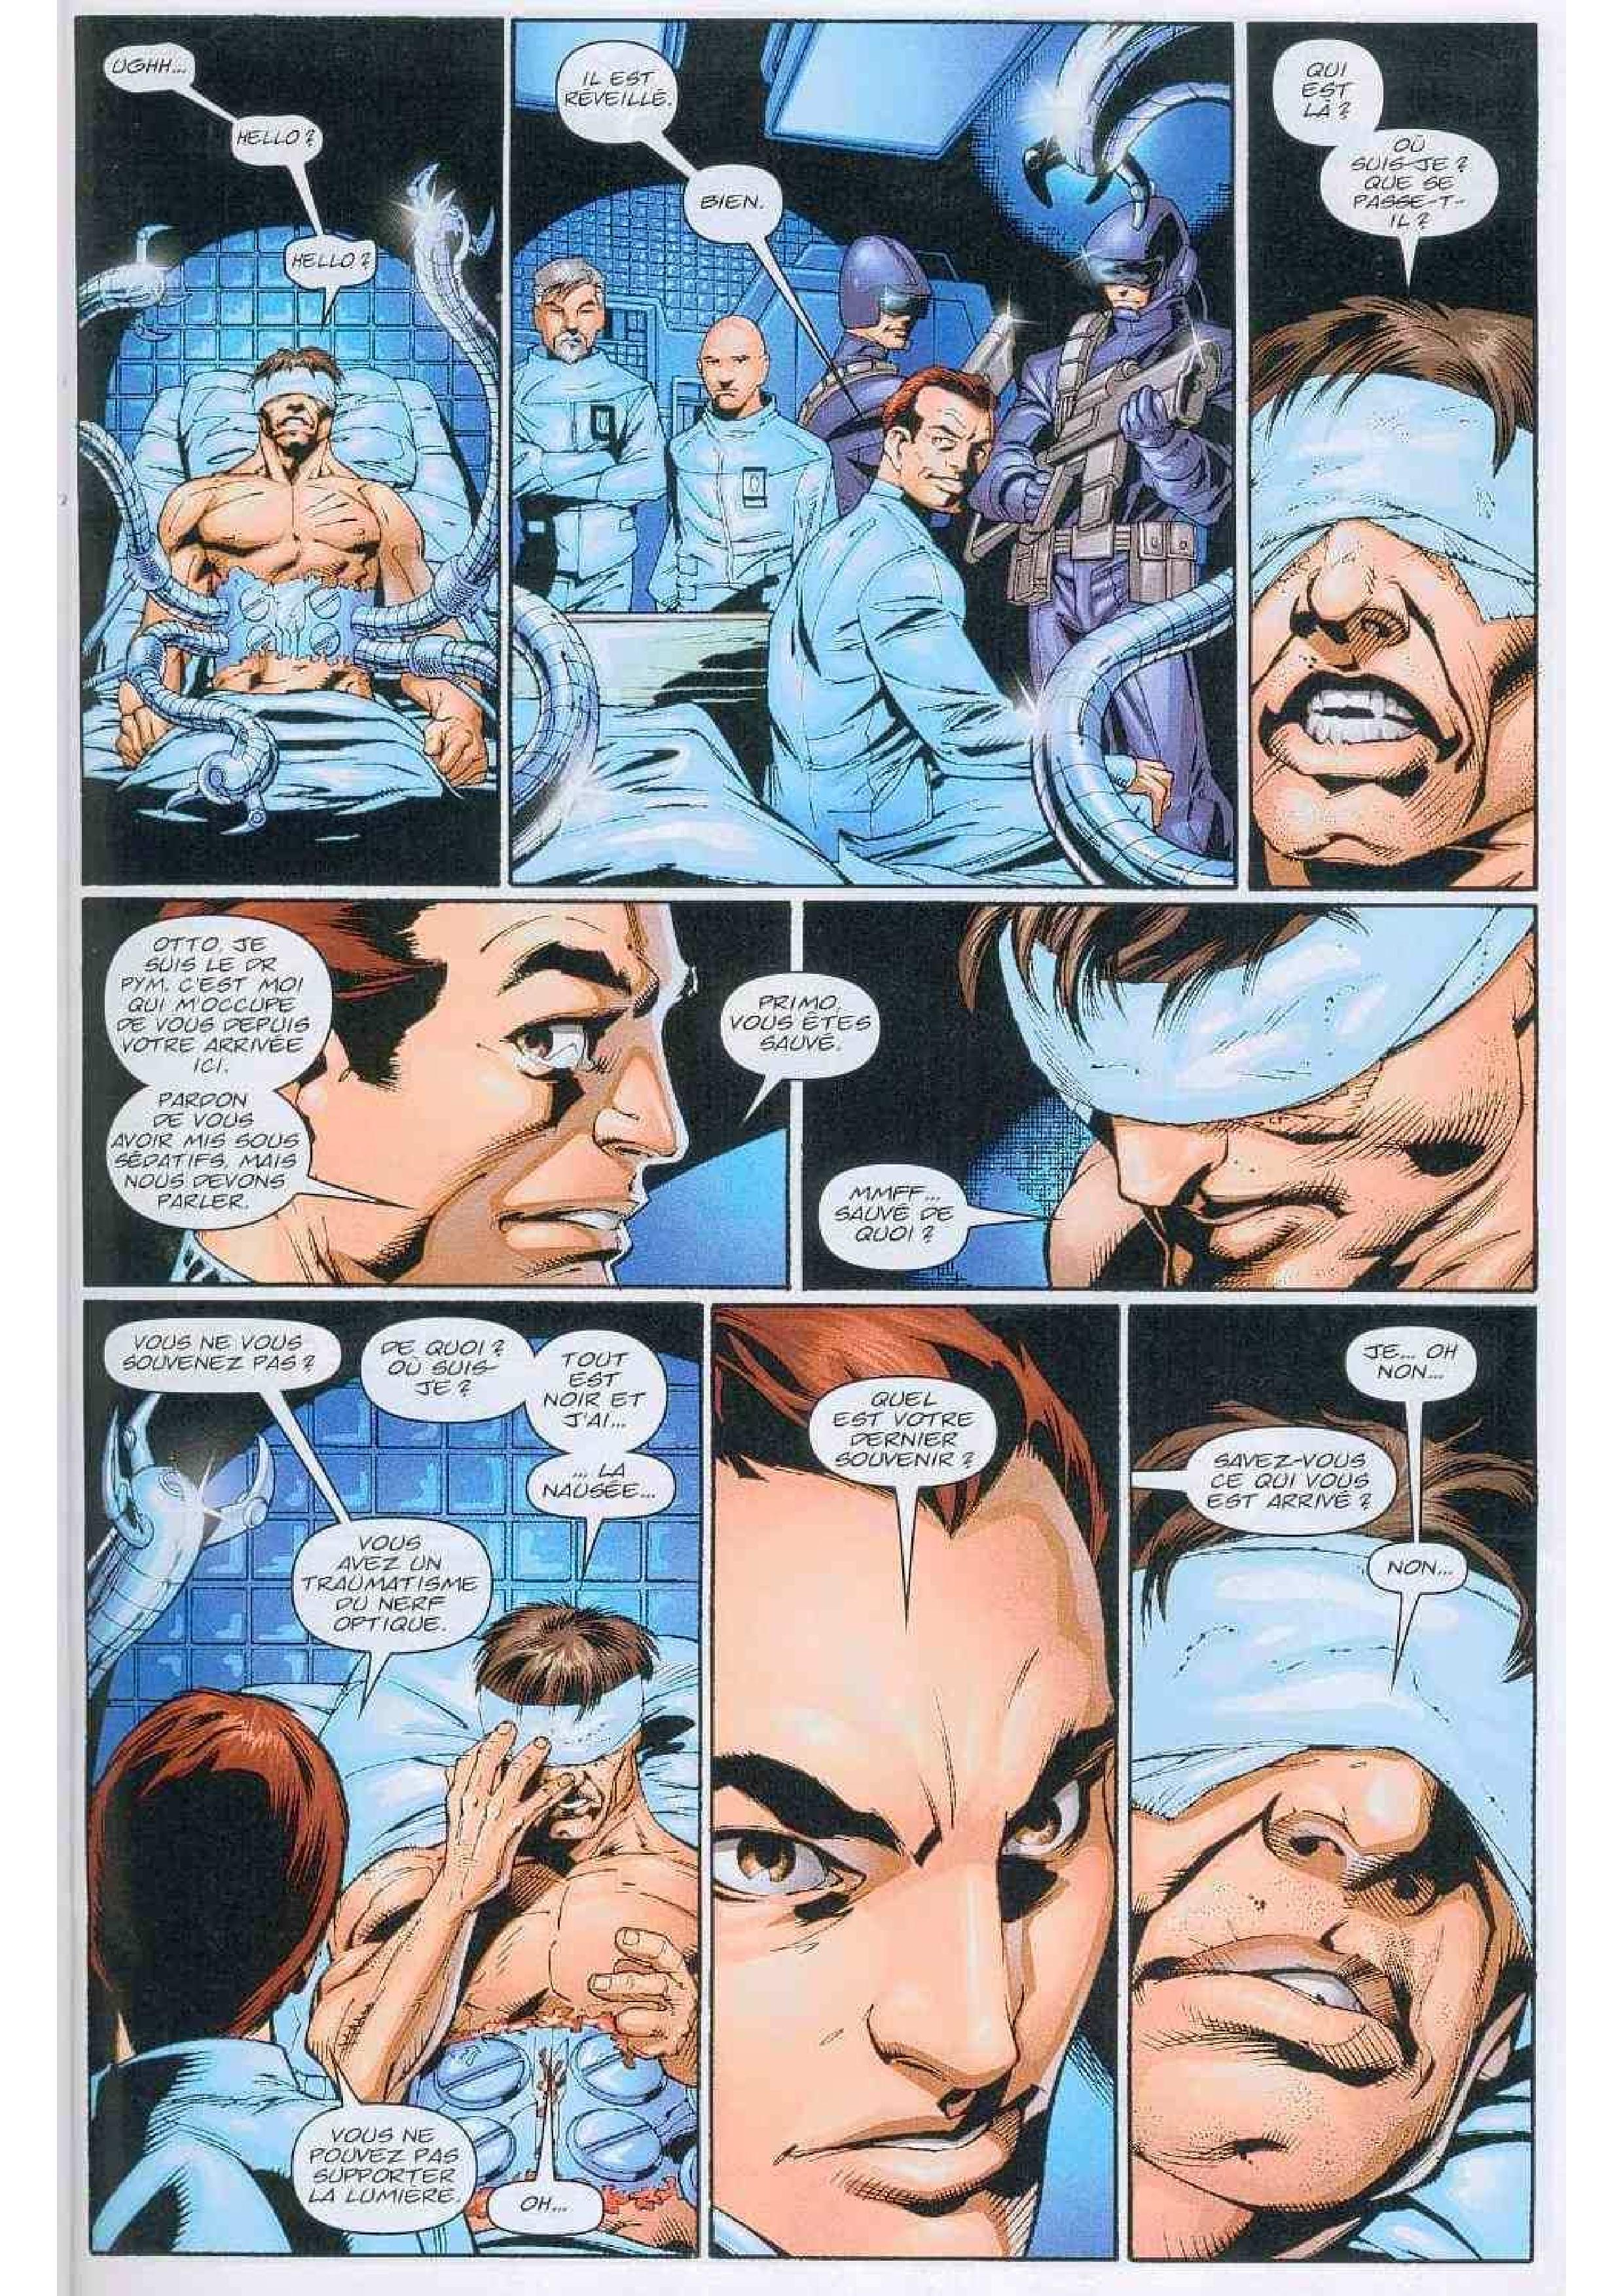 UGHH...
HELLO ?
HELLO ?
IL EST
RÉVEILLÉ.
BIEN.
QUI
EST
LÀ ?
OÙ
SUIS-JE ?
QUE SE
PASSE-T-
IL ?
OTTO, JE
SUIS LE DR
PYM. C'EST MOI
QUI M'OCCUPE
DE VOUS DEPUIS
VOTRE ARRIVÉE
ICI.
PARDON
DE VOUS
AVOIR MIS SOUS
SÉDATIFS, MAIS
NOUS DEVONS
PARLER.
PRIMO,
VOUS ÊTES
SAUVÉ.
MMFF...
SAUVÉ DE
QUOI ?
VOUS NE VOUS
SOUVENEZ PAS ?
DE QUOI ?
OÙ SUIS-
JE ?
TOUT
EST
NOIR ET
J'AI...
... LA
NAUSÉE...
VOUS
AVEZ UN
TRAUMATISME
DU NERF
OPTIQUE.
VOUS NE
POUVEZ PAS
SUPPORTER
LA LUMIÈRE.
OH...
QUEL
EST VOTRE
DERNIER
SOUVENIR ?
JE... OH
NON...
SAVEZ-VOUS
CE QUI VOUS
EST ARRIVÉ ?
NON...